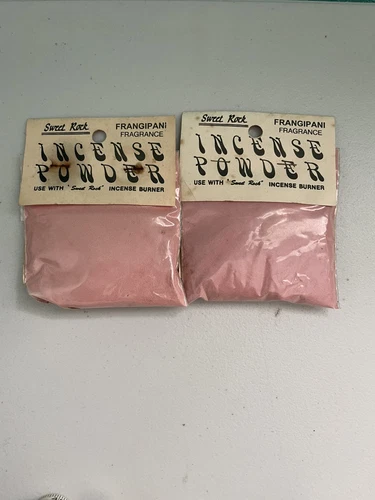 Sweet Rock FRANGIPANI
FRAGRANCE
INCENSE
POWDER
USE WITH "Sweet Rock" INCENSE BURNER
Sweet Rock FRANGIPANI
FRAGRANCE
INCENSE
POWDER
USE WITH "Sweet Rock" INCENSE BURNER